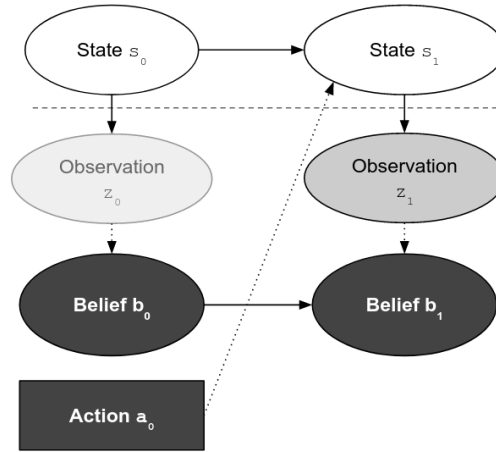 State s₀
State s₁
Observation
z₀
Observation
z₁
Belief b₀
Belief b₁
Action a₀